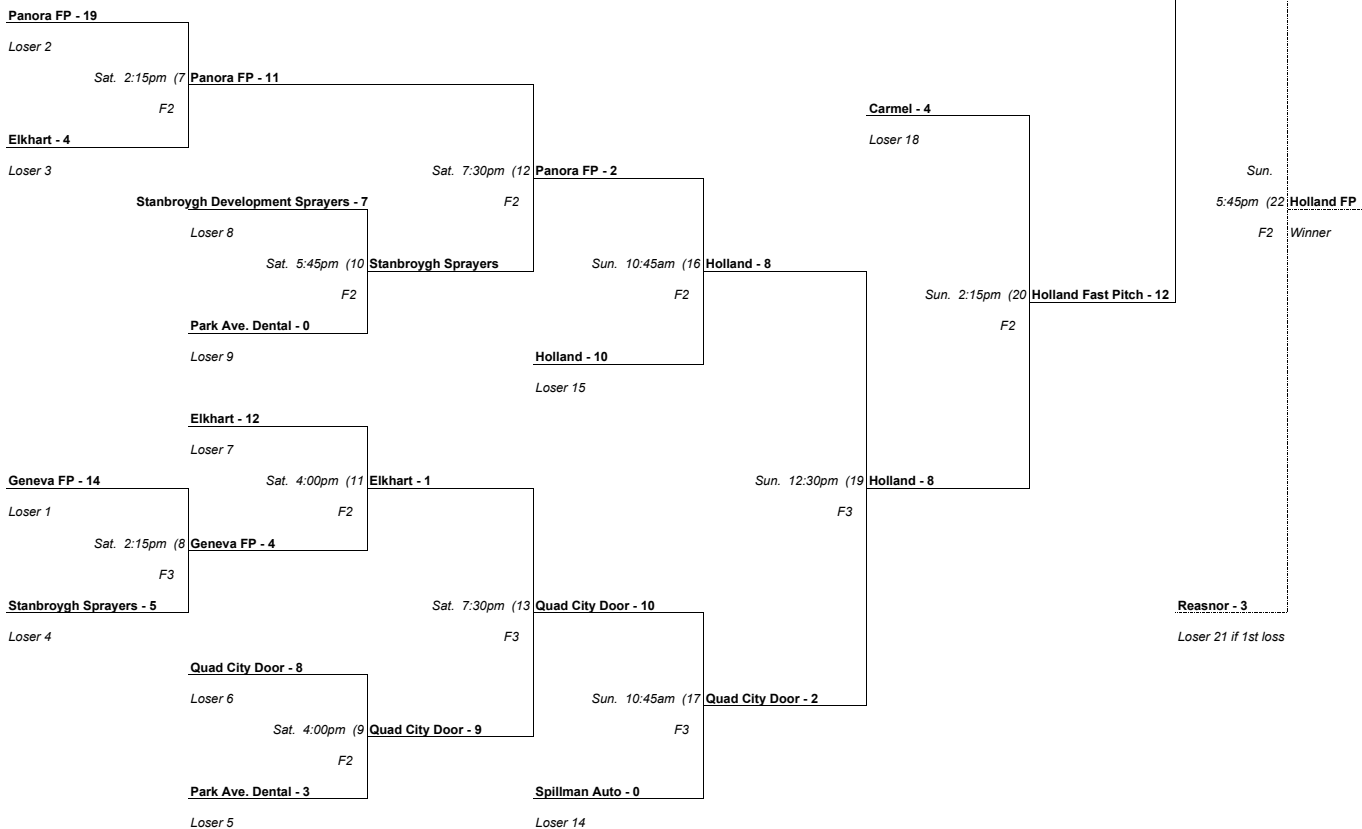 Panora FP - 19
Loser 2
Sat. 2:15pm (7 Panora FP - 11
F2
Carmel - 4
Elkhart - 4
Loser 18
Loser 3
Sat. 7:30pm (12 Panora FP - 2
Sun.
Stanbroygh Development Sprayers - 7
F2
5:45pm (22 Holland FP
Loser 8
F2 Winner
Sat. 5:45pm (10 Stanbroygh Sprayers
Sun. 10:45am (16 Holland - 8
F2
F2
Sun. 2:15pm (20 Holland Fast Pitch - 12
Park Ave. Dental - 0
F2
Loser 9
Holland - 10
Loser 15
Elkhart - 12
Loser 7
Geneva FP - 14
Sat. 4:00pm (11 Elkhart - 1
Sun. 12:30pm (19 Holland - 8
Loser 1
F2
F3
Sat. 2:15pm (8 Geneva FP - 4
F3
Stanbroygh Sprayers - 5
Sat. 7:30pm (13 Quad City Door - 10
Reasnor - 3
Loser 4
F3
Loser 21 if 1st loss
Quad City Door - 8
Loser 6
Sun. 10:45am (17 Quad City Door - 2
Sat. 4:00pm (9 Quad City Door - 9
F3
F2
Park Ave. Dental - 3
Spillman Auto - 0
Loser 5
Loser 14